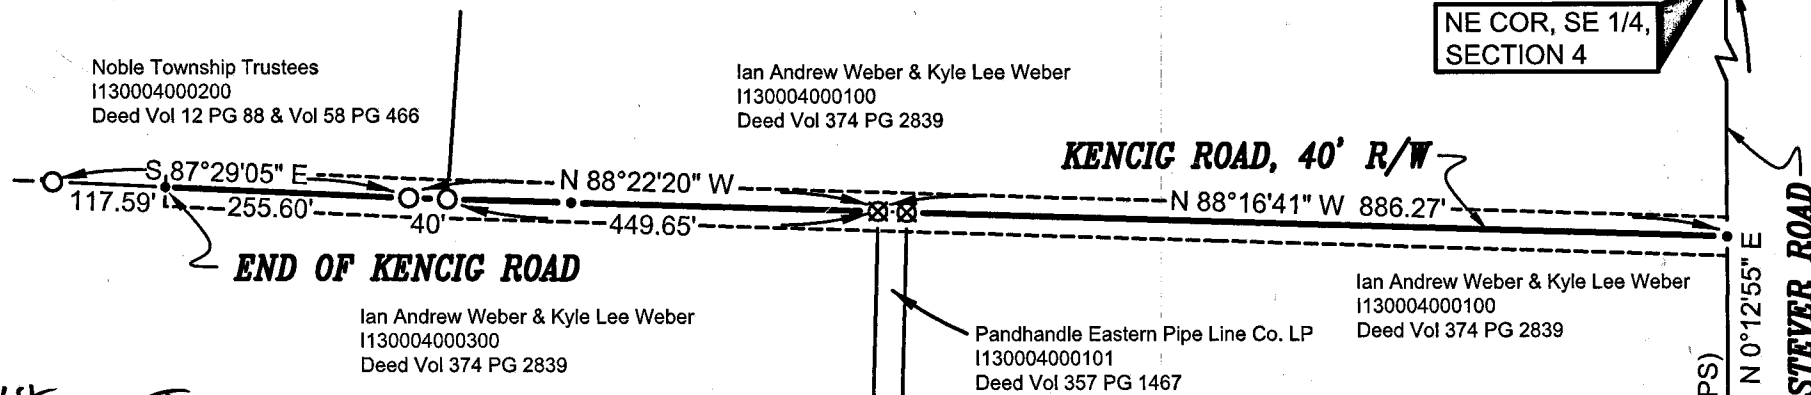 NE COR, SE 1/4,
SECTION 4
Noble Township Trustees
I130004000200
Deed Vol 12 PG 88 & Vol 58 PG 466
Ian Andrew Weber & Kyle Lee Weber
I130004000100
Deed Vol 374 PG 2839
KENCIG ROAD, 40' R/W
S 87°29'05" E
N 88°22'20" W
N 88°16'41" W 886.27'
117.59'
255.60'
40'
449.65'
END OF KENCIG ROAD
Ian Andrew Weber & Kyle Lee Weber
I130004000300
Deed Vol 374 PG 2839
Pandhandle Eastern Pipe Line Co. LP
I130004000101
Deed Vol 357 PG 1467
Ian Andrew Weber & Kyle Lee Weber
I130004000100
Deed Vol 374 PG 2839
N 0°12'55" E
STEVER ROAD
PS)